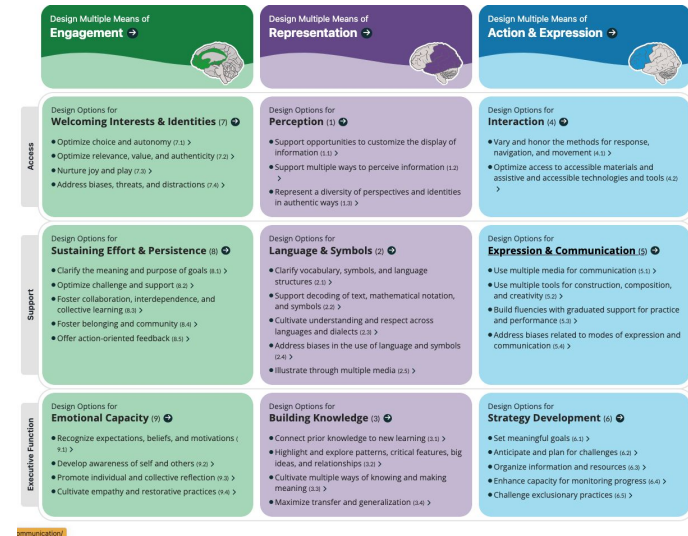 Design Multiple Means of
Engagement
Design Multiple Means of
Representation
Design Multiple Means of
Action & Expression
Access
Design Options for
Welcoming Interests & Identities (7)
• Optimize choice and autonomy (7.1) >
• Optimize relevance, value, and authenticity (7.2) >
• Nurture joy and play (7.3) >
• Address biases, threats, and distractions (7.4) >
Design Options for
Perception (1)
• Support opportunities to customize the display of
information (1.1) >
• Support multiple ways to perceive information (1.2)
>
• Represent a diversity of perspectives and identities
in authentic ways (1.3) >
Design Options for
Interaction (4)
• Vary and honor the methods for response,
navigation, and movement (4.1) >
• Optimize access to accessible materials and
assistive and accessible technologies and tools (4.2)
>
Support
Design Options for
Sustaining Effort & Persistence (8)
• Clarify the meaning and purpose of goals (8.1) >
• Optimize challenge and support (8.2) >
• Foster collaboration, interdependence, and
collective learning (8.3) >
• Foster belonging and community (8.4) >
• Offer action-oriented feedback (8.5) >
Design Options for
Language & Symbols (2)
• Clarify vocabulary, symbols, and language
structures (2.1) >
• Support decoding of text, mathematical notation,
and symbols (2.2) >
• Cultivate understanding and respect across
languages and dialects (2.3) >
• Address biases in the use of language and symbols
(2.4) >
• Illustrate through multiple media (2.5) >
Design Options for
Expression & Communication (5)
• Use multiple media for communication (5.1) >
• Use multiple tools for construction, composition,
and creativity (5.2) >
• Build fluencies with graduated support for practice
and performance (5.3) >
• Address biases related to modes of expression and
communication (5.4) >
Executive Function
Design Options for
Emotional Capacity (9)
• Recognize expectations, beliefs, and motivations (
9.1) >
• Develop awareness of self and others (9.2) >
• Promote individual and collective reflection (9.3) >
• Cultivate empathy and restorative practices (9.4) >
Design Options for
Building Knowledge (3)
• Connect prior knowledge to new learning (3.1) >
• Highlight and explore patterns, critical features, big
ideas, and relationships (3.2) >
• Cultivate multiple ways of knowing and making
meaning (3.3) >
• Maximize transfer and generalization (3.4) >
Design Options for
Strategy Development (6)
• Set meaningful goals (6.1) >
• Anticipate and plan for challenges (6.2) >
• Organize information and resources (6.3) >
• Enhance capacity for monitoring progress (6.4) >
• Challenge exclusionary practices (6.5) >
ommunication/